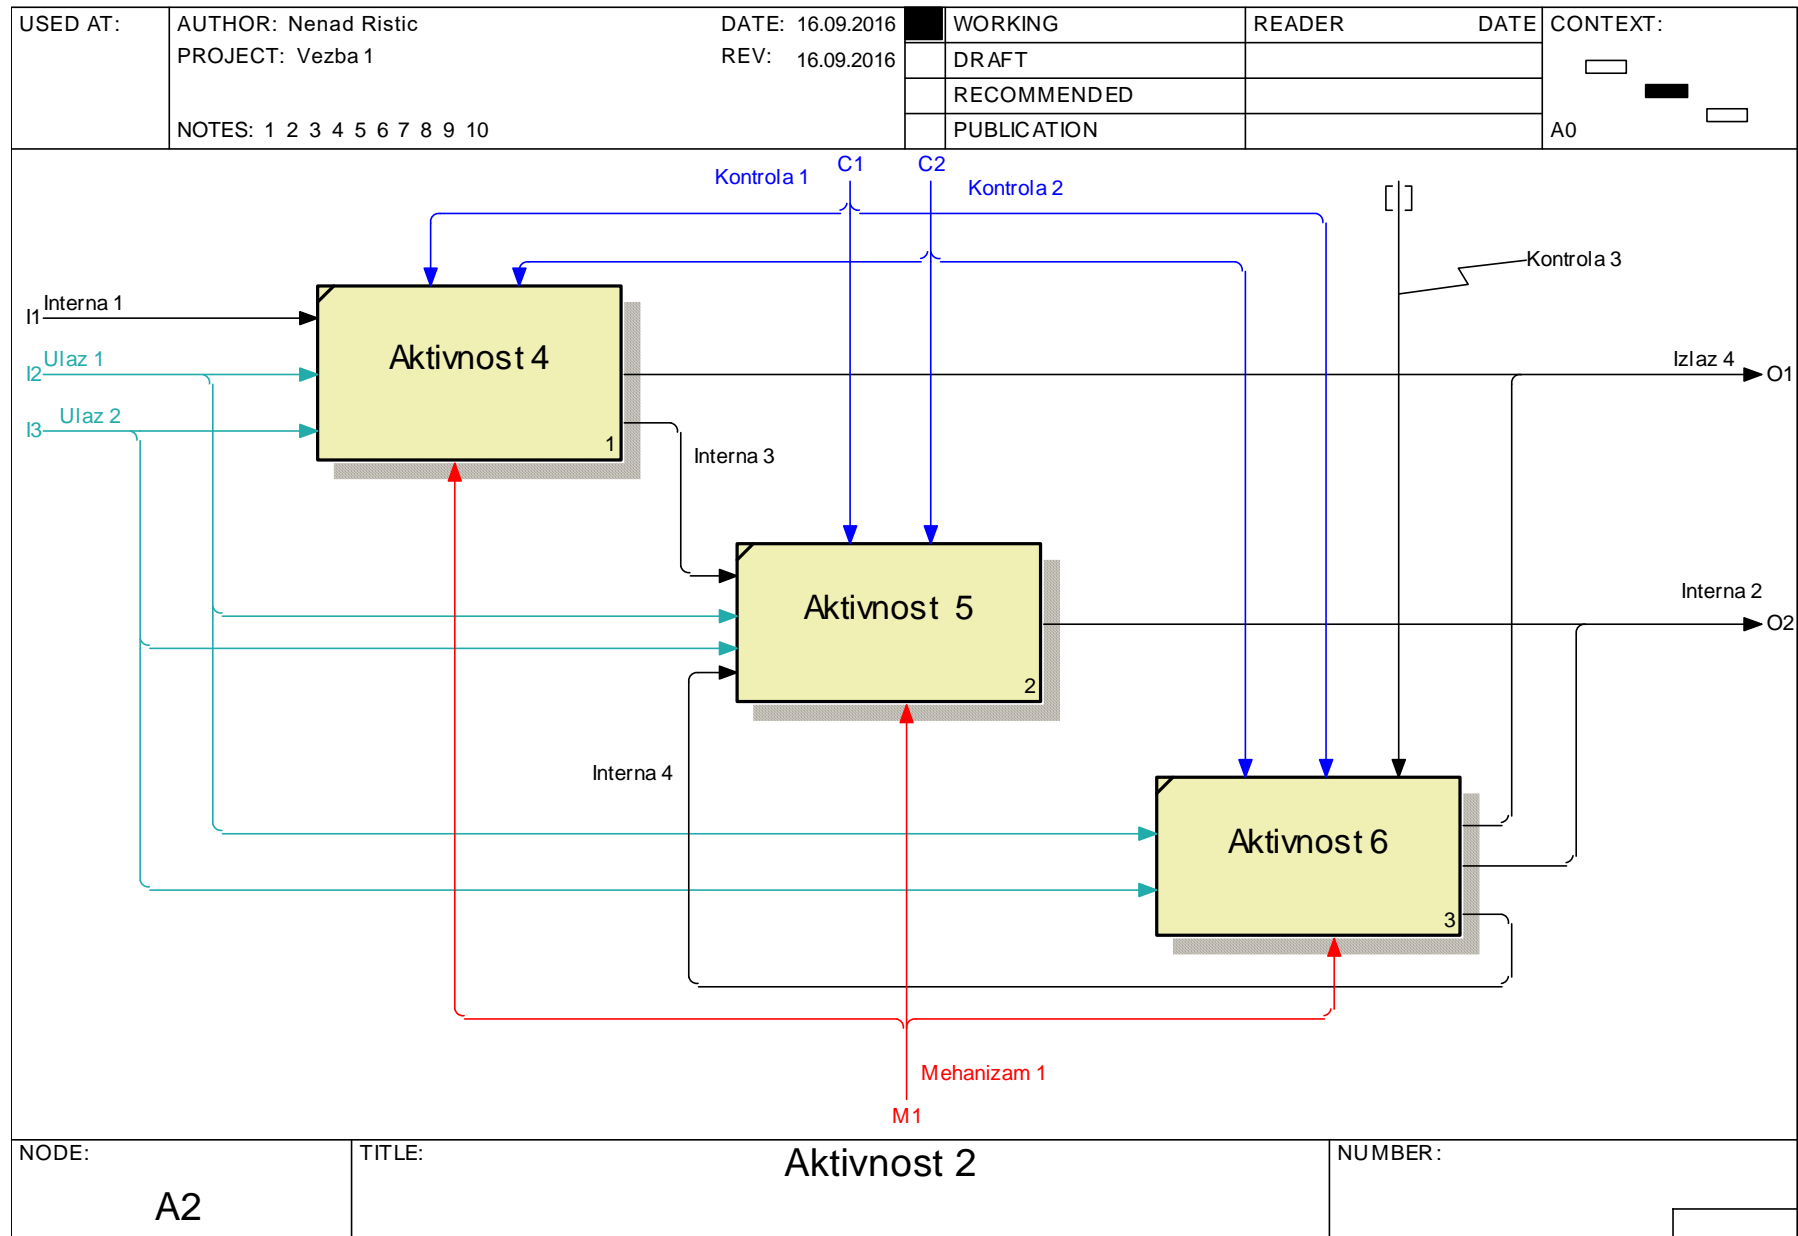 USED AT:
AUTHOR: Nenad Ristic
DATE: 16.09.2016
PROJECT: Vezba 1
REV: 16.09.2016
NOTES: 1 2 3 4 5 6 7 8 9 10
WORKING
DRAFT
RECOMMENDED
PUBLICATION
READER DATE
CONTEXT:
A0
C1
C2
Kontrola 1
Kontrola 2
Kontrola 3
Interna 1
I1
Ulaz 1
I2
Ulaz 2
I3
Aktivnost 4
1
Izlaz 4
O1
Interna 3
Aktivnost 5
2
Interna 2
O2
Interna 4
Aktivnost 6
3
Mehanizam 1
M1
NODE:
A2
TITLE:
Aktivnost 2
NUMBER: